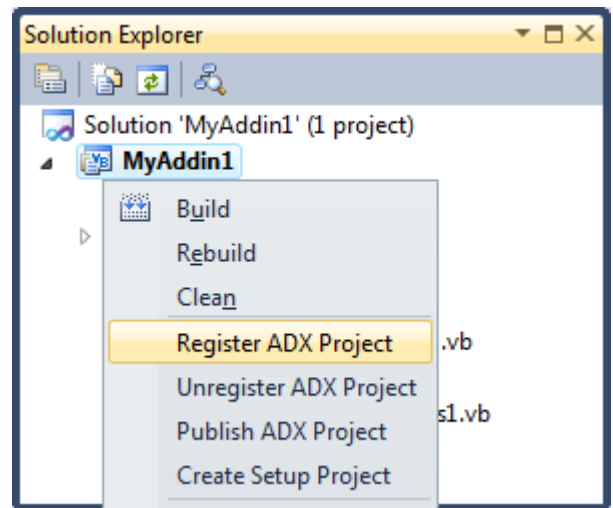 Solution Explorer
Solution 'MyAddin1' (1 project)
MyAddin1
Build
Rebuild
Clean
Register ADX Project
.vb
Unregister ADX Project
s1.vb
Publish ADX Project
Create Setup Project